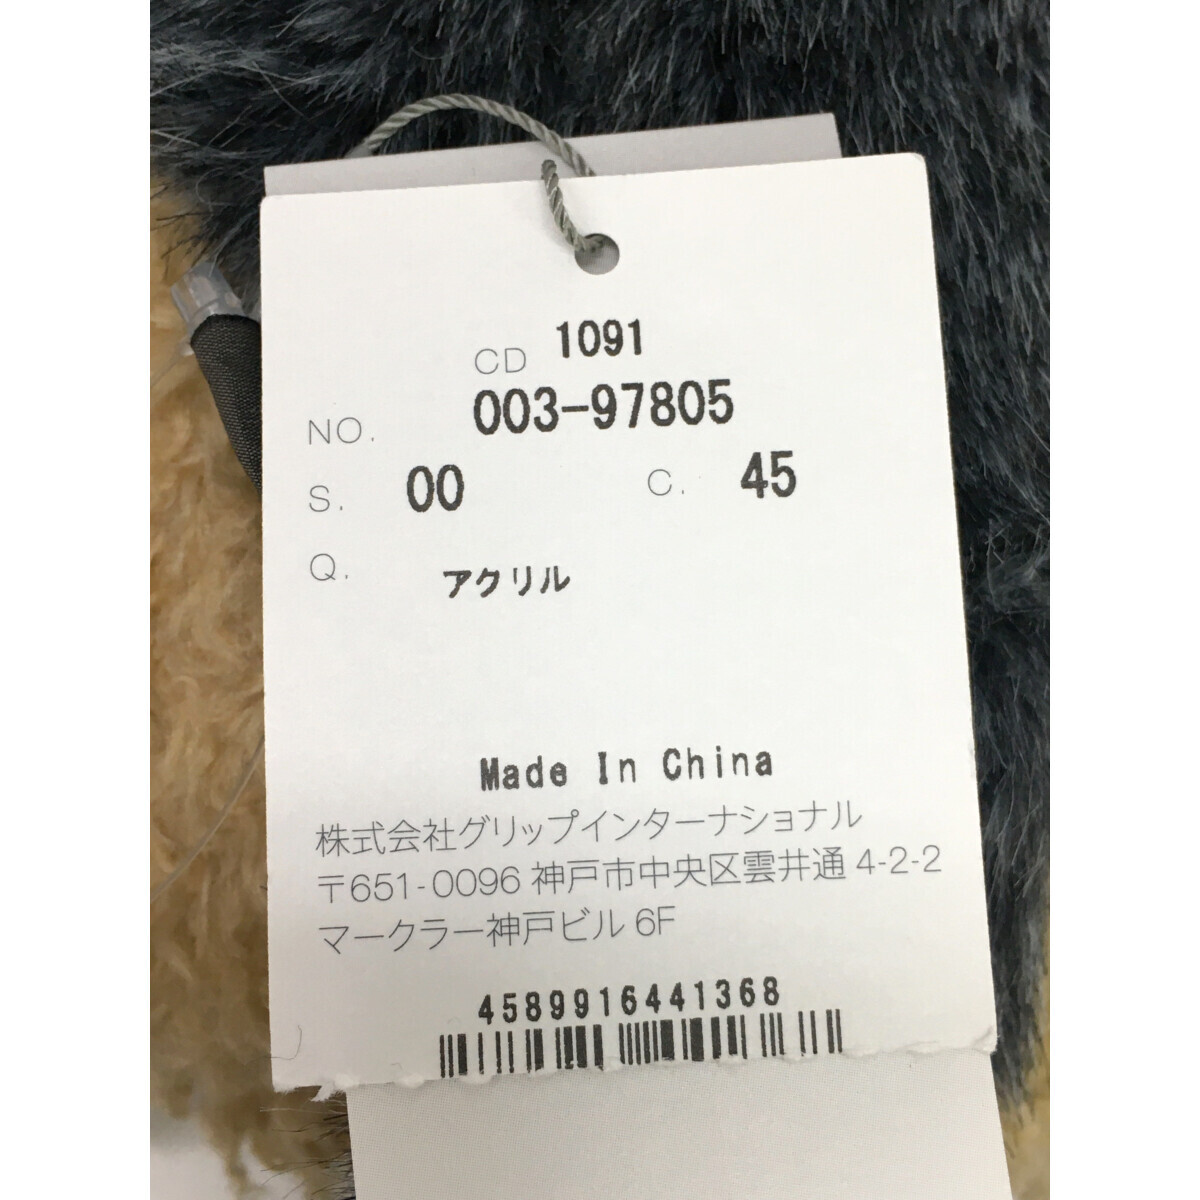 CD 1091
NO. 003-97805
S. 00 C. 45
Q. アクリル
Made In China
株式会社グリップインターナショナル
〒651-0096 神戸市中央区雲井通 4-2-2
マークラー神戸ビル 6F
4589916441368